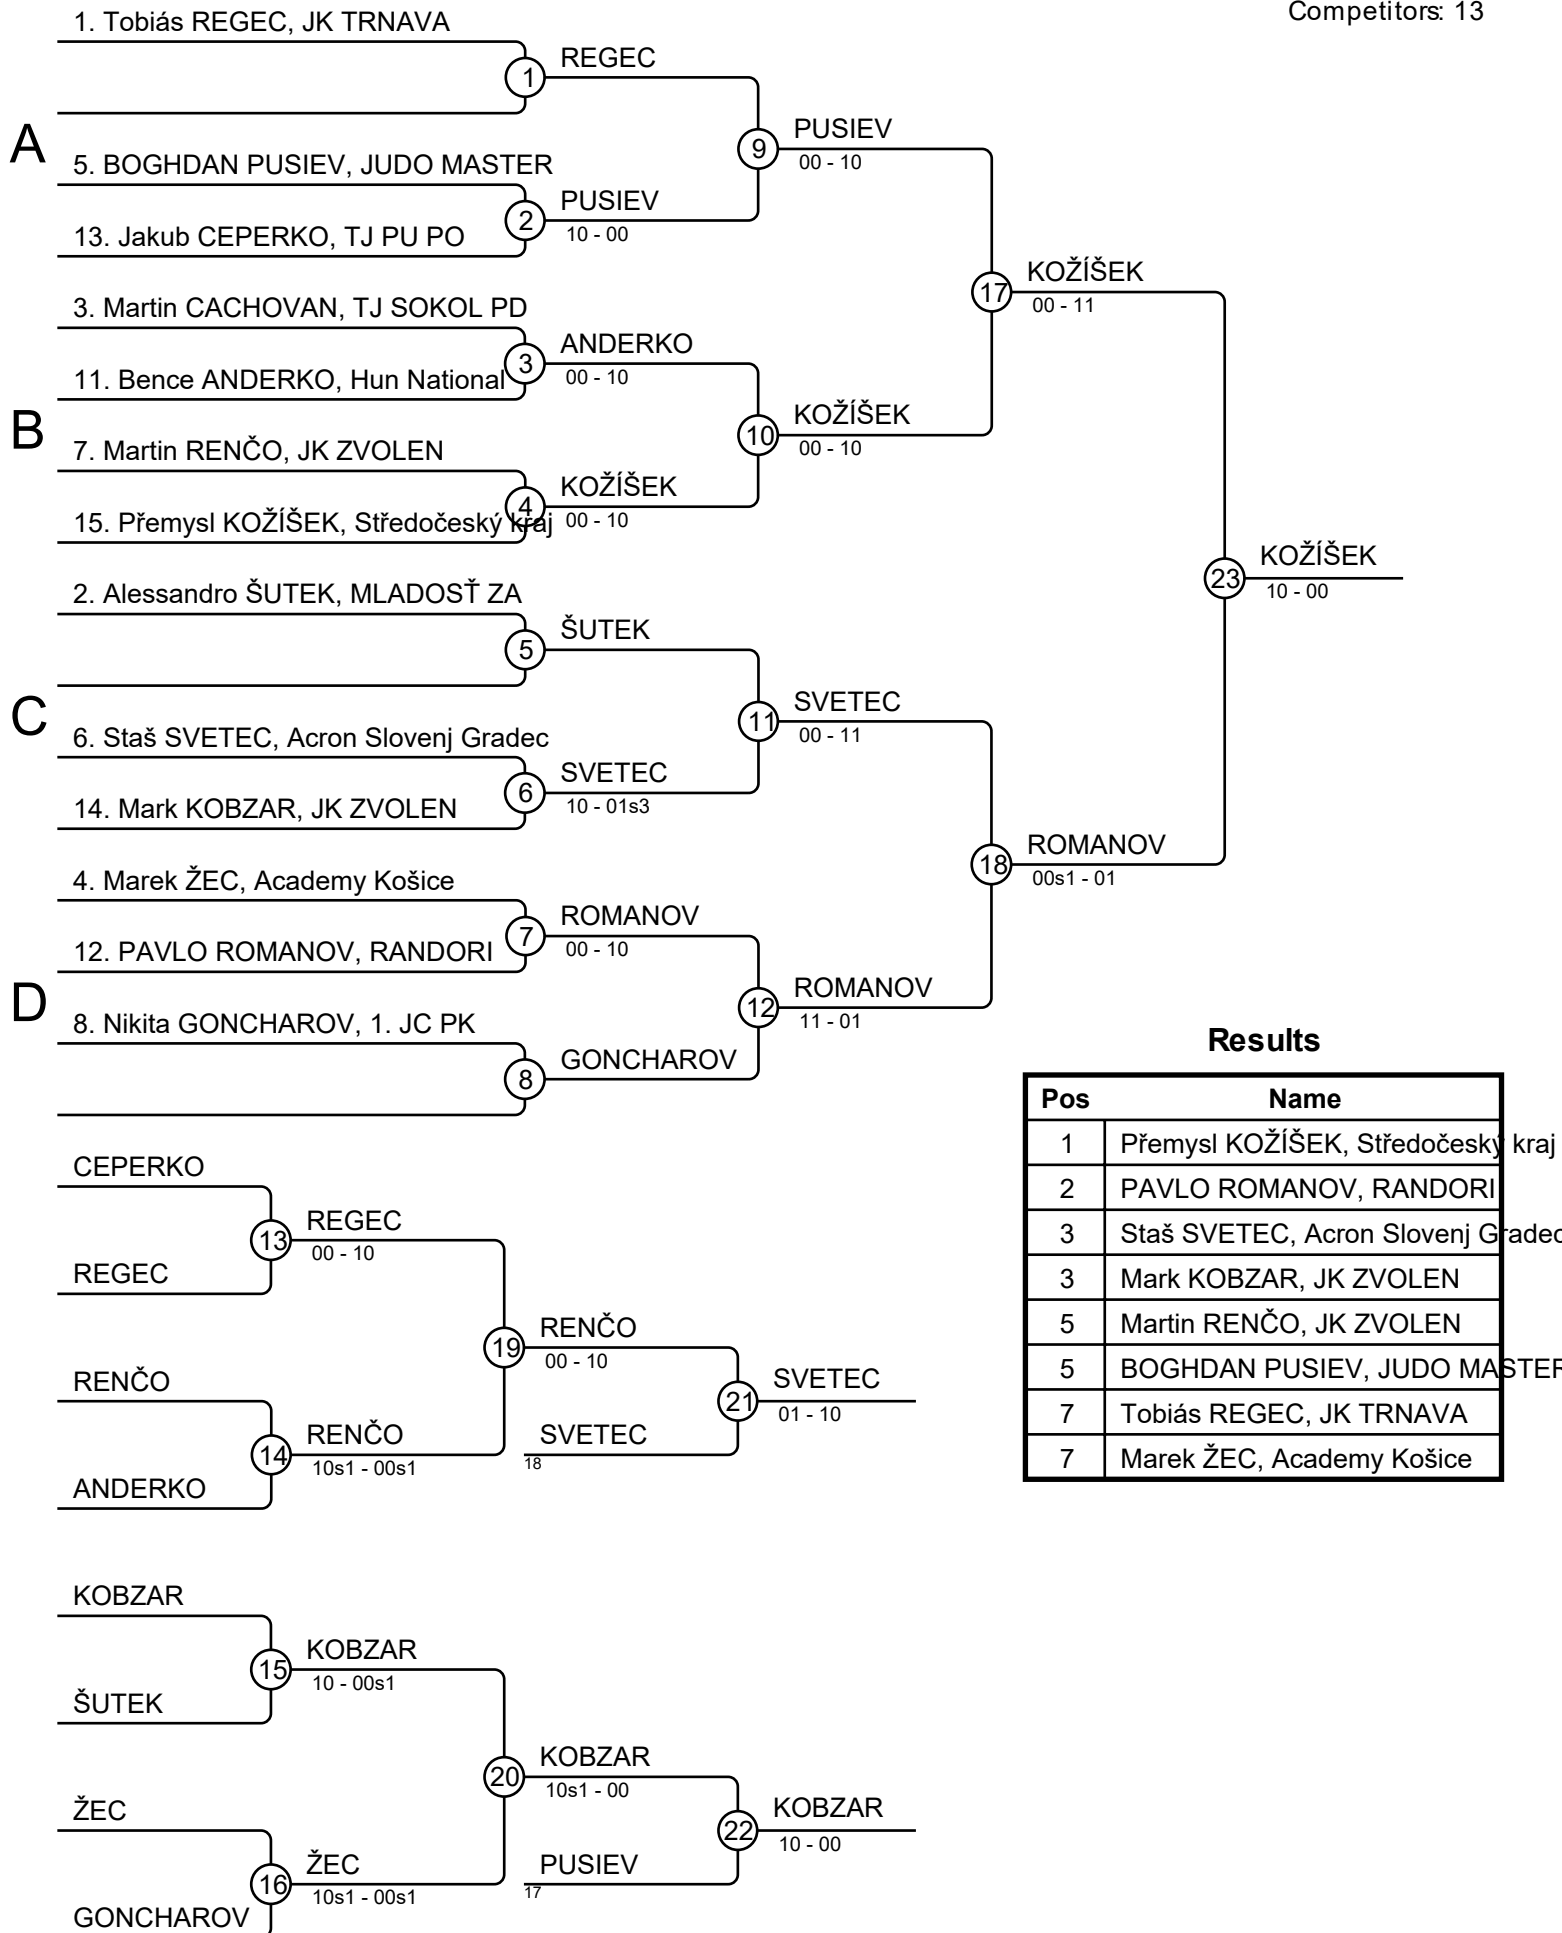 Competitors: 13
1. Tobiás REGEC, JK TRNAVA
1
REGEC
A
5. BOGHDAN PUSIEV, JUDO MASTER
13. Jakub CEPERKO, TJ PU PO
2
PUSIEV
10 - 00
9
PUSIEV
00 - 10
3. Martin CACHOVAN, TJ SOKOL PD
11. Bence ANDERKO, Hun National
3
ANDERKO
00 - 10
B
7. Martin RENČO, JK ZVOLEN
15. Přemysl KOŽÍŠEK, Středočeský kraj
4
KOŽÍŠEK
00 - 10
10
KOŽÍŠEK
00 - 10
17
KOŽÍŠEK
00 - 11
2. Alessandro ŠUTEK, MLADOSŤ ZA
5
ŠUTEK
C
6. Staš SVETEC, Acron Slovenj Gradec
14. Mark KOBZAR, JK ZVOLEN
6
SVETEC
10 - 01s3
11
SVETEC
00 - 11
4. Marek ŽEC, Academy Košice
12. PAVLO ROMANOV, RANDORI
7
ROMANOV
00 - 10
D
8. Nikita GONCHAROV, 1. JC PK
8
GONCHAROV
12
ROMANOV
11 - 01
18
ROMANOV
00s1 - 01
23
KOŽÍŠEK
10 - 00
Results
Pos Name
1 Přemysl KOŽÍŠEK, Středočeský kraj
2 PAVLO ROMANOV, RANDORI
3 Staš SVETEC, Acron Slovenj Gradec
3 Mark KOBZAR, JK ZVOLEN
5 Martin RENČO, JK ZVOLEN
5 BOGHDAN PUSIEV, JUDO MASTER
7 Tobiás REGEC, JK TRNAVA
7 Marek ŽEC, Academy Košice
CEPERKO
REGEC
13
REGEC
00 - 10
RENČO
ANDERKO
14
RENČO
10s1 - 00s1
19
RENČO
00 - 10
SVETEC
18
21
SVETEC
01 - 10
KOBZAR
ŠUTEK
15
KOBZAR
10 - 00s1
ŽEC
GONCHAROV
16
ŽEC
10s1 - 00s1
20
KOBZAR
10s1 - 00
PUSIEV
17
22
KOBZAR
10 - 00